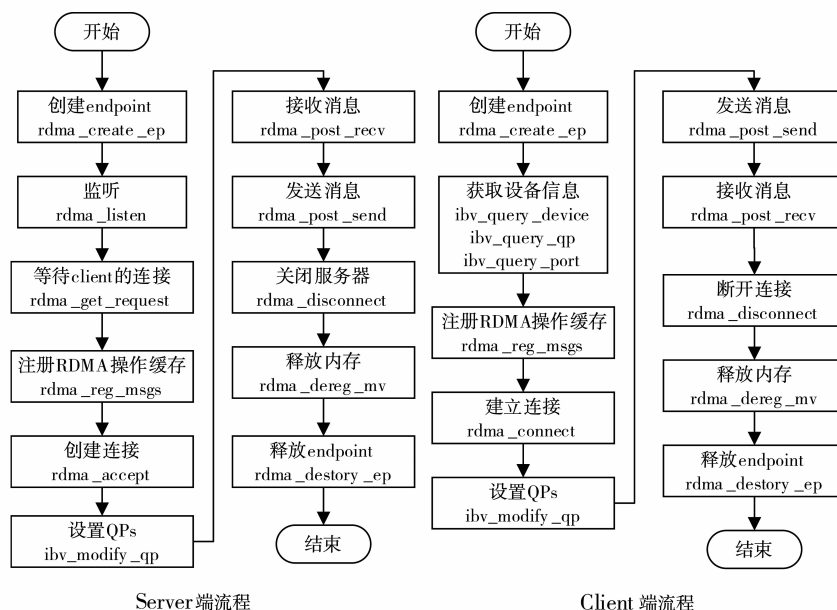 开始
创建endpoint
rdma_create_ep
监听
rdma_listen
等待client的连接
rdma_get_request
注册RDMA操作缓存
rdma_reg_msgs
创建连接
rdma_accept
设置QPs
ibv_modify_qp
接收消息
rdma_post_recv
发送消息
rdma_post_send
关闭服务器
rdma_disconnect
释放内存
rdma_dereg_mv
释放endpoint
rdma_destory_ep
结束
Server端流程
开始
创建endpoint
rdma_create_ep
获取设备信息
ibv_query_device
ibv_query_qp
ibv_query_port
注册RDMA操作缓存
rdma_reg_msgs
建立连接
rdma_connect
设置QPs
ibv_modify_qp
发送消息
rdma_post_send
接收消息
rdma_post_recv
断开连接
rdma_disconnect
释放内存
rdma_dereg_mv
释放endpoint
rdma_destory_ep
结束
Client端流程